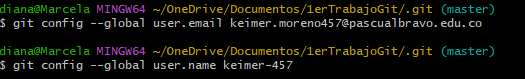 diana@Marcela MINGW64 ~/OneDrive/Documentos/1erTrabajoGit/.git (master)
$ git config --global user.email keimer.moreno457@pascualbravo.edu.co
diana@Marcela MINGW64 ~/OneDrive/Documentos/1erTrabajoGit/.git (master)
$ git config --global user.name keimer-457